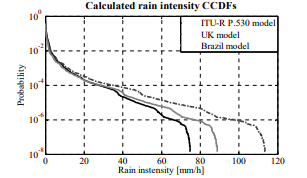 Calculated rain intensity CCDFs
10^0
ITU-R P.530 model
UK model
Brazil model
10^-2
10^-4
10^-6
10^-8
Probability
0 20 40 60 80 100 120
Rain instensity [mm/h]